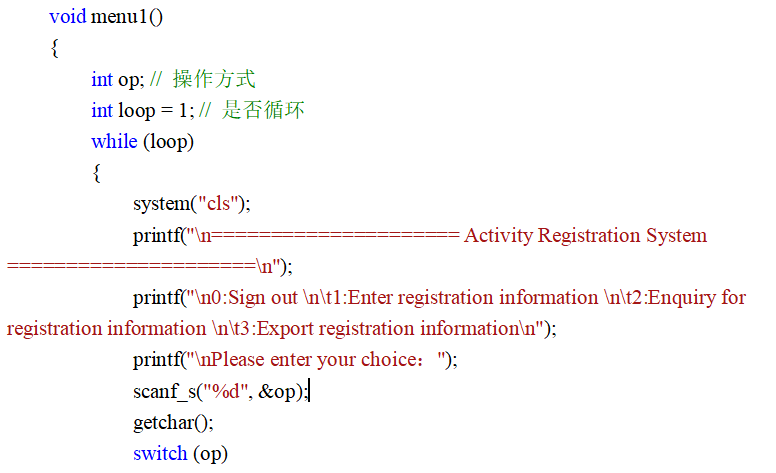 void menu1()
{
int op; // 操作方式
int loop = 1; // 是否循环
while (loop)
{
system("cls");
printf("\n===================== Activity Registration System
=====================\n");
printf("\n0:Sign out \n\t1:Enter registration information \n\t2:Enquiry for
registration information \n\t3:Export registration information\n");
printf("\nPlease enter your choice：");
scanf_s("%d", &op);
getchar();
switch (op)